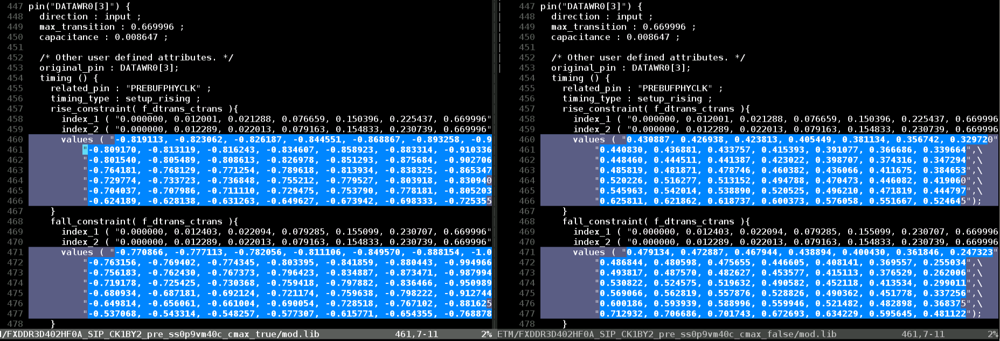 447 pin("DATAWR0[3]") {
448   direction : input ;
449   max_transition : 0.669996 ;
450   capacitance : 0.008647 ;
451
452   /* Other user defined attributes. */
453   original_pin : DATAWR0[3];
454   timing () {
455     related_pin : "PREBUFPHYCLK" ;
456     timing_type : setup_rising ;
457     rise_constraint( f_dtrans_ctrans ){
458       index_1 ( "0.000000, 0.012001, 0.021288, 0.076659, 0.150396, 0.225437, 0.669996"
459       index_2 ( "0.000000, 0.012289, 0.022013, 0.079163, 0.154833, 0.230739, 0.669996"
460       values ( "-0.819113, -0.823062, -0.826187, -0.844551, -0.868867, -0.893258, -0.9
461           "-0.809170, -0.813119, -0.816243, -0.834607, -0.858923, -0.883314, -0.910336
462           "-0.801540, -0.805489, -0.808613, -0.826978, -0.851293, -0.875684, -0.902706
463           "-0.764181, -0.768129, -0.771254, -0.789618, -0.813934, -0.838325, -0.865347
464           "-0.729774, -0.733723, -0.736848, -0.755212, -0.779527, -0.803918, -0.830940
465           "-0.704037, -0.707986, -0.711110, -0.729475, -0.753790, -0.778181, -0.805203
466           "-0.624189, -0.628138, -0.631263, -0.649627, -0.673942, -0.698333, -0.725355
467     }
468     fall_constraint( f_dtrans_ctrans ){
469       index_1 ( "0.000000, 0.012403, 0.022094, 0.079285, 0.155099, 0.230707, 0.669996"
470       index_2 ( "0.000000, 0.012289, 0.022013, 0.079163, 0.154833, 0.230739, 0.669996"
471       values ( "-0.770866, -0.777113, -0.782056, -0.811106, -0.849570, -0.888154, -1.0
472           "-0.763156, -0.769402, -0.774345, -0.803395, -0.841859, -0.880443, -0.994966
473           "-0.756183, -0.762430, -0.767373, -0.796423, -0.834887, -0.873471, -0.987994
474           "-0.719178, -0.725425, -0.730368, -0.759418, -0.797882, -0.836466, -0.950989
475           "-0.680934, -0.687181, -0.692124, -0.721174, -0.759638, -0.798222, -0.912744
476           "-0.649814, -0.656061, -0.661004, -0.690054, -0.728518, -0.767102, -0.881625
477           "-0.537068, -0.543314, -0.548257, -0.577307, -0.615771, -0.654355, -0.768878
478     }
M/FXDDR3D402HF0A_SIP_CK1BY2_pre_ss0p9vm40c_cmax_true/mod.lib 461,7-11 2%
447 pin("DATAWR0[3]") {
448   direction : input ;
449   max_transition : 0.669996 ;
450   capacitance : 0.008647 ;
451
452   /* Other user defined attributes. */
453   original_pin : DATAWR0[3];
454   timing () {
455     related_pin : "PREBUFPHYCLK" ;
456     timing_type : setup_rising ;
457     rise_constraint( f_dtrans_ctrans ){
458       index_1 ( "0.000000, 0.012001, 0.021288, 0.076659, 0.150396, 0.225437, 0.669996
459       index_2 ( "0.000000, 0.012289, 0.022013, 0.079163, 0.154833, 0.230739, 0.669996
460       values ( "0.430887, 0.426938, 0.423813, 0.405449, 0.381134, 0.356742, 0.329720"
461           "0.440830, 0.436881, 0.433757, 0.415393, 0.391077, 0.366686, 0.339664",\
462           "0.448460, 0.444511, 0.441387, 0.423022, 0.398707, 0.374316, 0.347294",\
463           "0.485819, 0.481871, 0.478746, 0.460382, 0.436066, 0.411675, 0.384653",\
464           "0.520226, 0.516277, 0.513152, 0.494788, 0.470473, 0.446082, 0.419060",\
465           "0.545963, 0.542014, 0.538890, 0.520525, 0.496210, 0.471819, 0.444797",\
466           "0.625811, 0.621862, 0.618737, 0.600373, 0.576058, 0.551667, 0.524645");
467     }
468     fall_constraint( f_dtrans_ctrans ){
469       index_1 ( "0.000000, 0.012403, 0.022094, 0.079285, 0.155099, 0.230707, 0.669996
470       index_2 ( "0.000000, 0.012289, 0.022013, 0.079163, 0.154833, 0.230739, 0.669996
471       values ( "0.479134, 0.472887, 0.467944, 0.438894, 0.400430, 0.361846, 0.247323"
472           "0.486844, 0.480598, 0.475655, 0.446605, 0.408141, 0.369557, 0.255034",\
473           "0.493817, 0.487570, 0.482627, 0.453577, 0.415113, 0.376529, 0.262006",\
474           "0.530822, 0.524575, 0.519632, 0.490582, 0.452118, 0.413534, 0.299011",\
475           "0.569066, 0.562819, 0.557876, 0.528826, 0.490362, 0.451778, 0.337256",\
476           "0.600186, 0.593939, 0.588996, 0.559946, 0.521482, 0.482898, 0.368375",\
477           "0.712932, 0.706686, 0.701743, 0.672693, 0.634229, 0.595645, 0.481122");
478     }
ETM/FXDDR3D402HF0A_SIP_CK1BY2_pre_ss0p9vm40c_cmax_false/mod.lib 461,7-11 2%